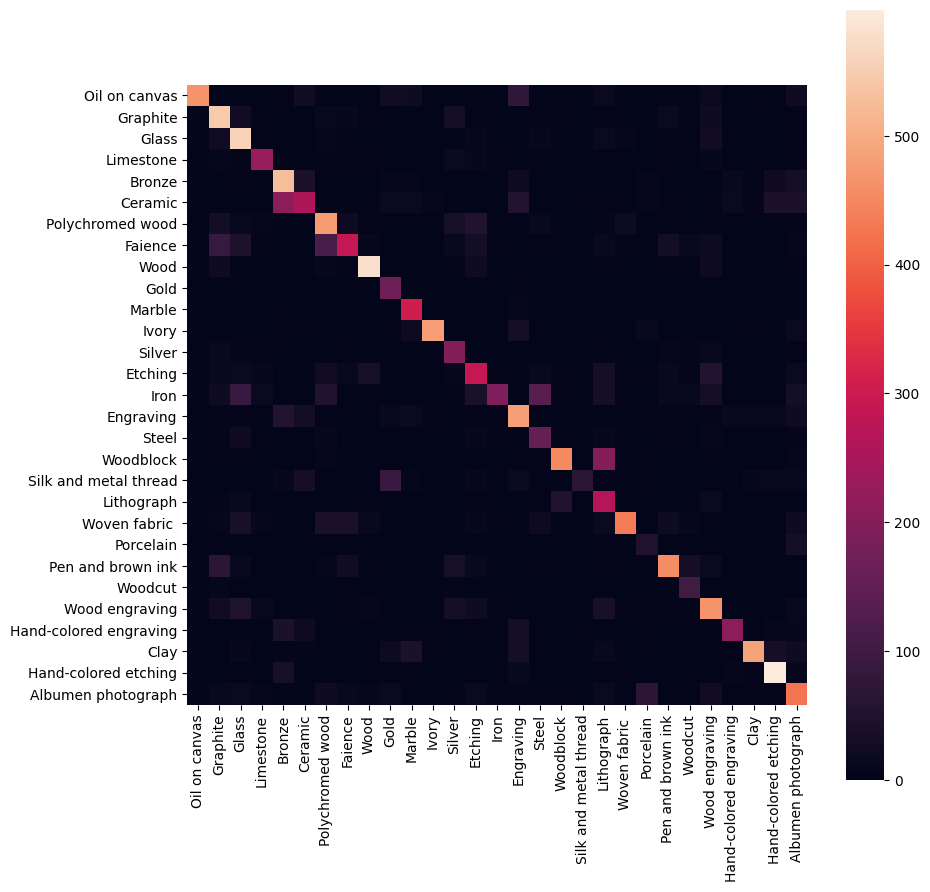 Oil on canvas
Graphite
Glass
Limestone
Bronze
Ceramic
Polychromed wood
Faience
Wood
Gold
Marble
Ivory
Silver
Etching
Iron
Engraving
Steel
Woodblock
Silk and metal thread
Lithograph
Woven fabric
Porcelain
Pen and brown ink
Woodcut
Wood engraving
Hand-colored engraving
Clay
Hand-colored etching
Albumen photograph
Oil on canvas
Graphite
Glass
Limestone
Bronze
Ceramic
Polychromed wood
Faience
Wood
Gold
Marble
Ivory
Silver
Etching
Iron
Engraving
Steel
Woodblock
Silk and metal thread
Lithograph
Woven fabric
Porcelain
Pen and brown ink
Woodcut
Wood engraving
Hand-colored engraving
Clay
Hand-colored etching
Albumen photograph
500
400
300
200
100
0